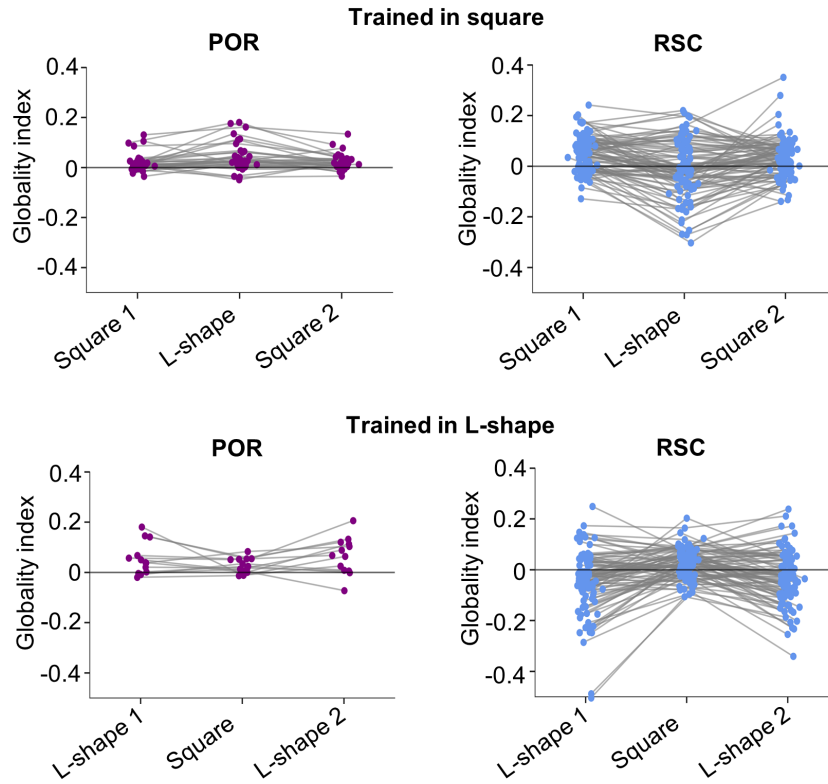 Trained in square
POR
RSC
Globality index
0.4
0.2
0
-0.2
-0.4
Square 1
L-shape
Square 2
Globality index
0.4
0.2
0
-0.2
-0.4
Square 1
L-shape
Square 2
Trained in L-shape
POR
RSC
Globality index
0.4
0.2
0
-0.2
-0.4
L-shape 1
Square
L-shape 2
Globality index
0.4
0.2
0
-0.2
-0.4
L-shape 1
Square
L-shape 2